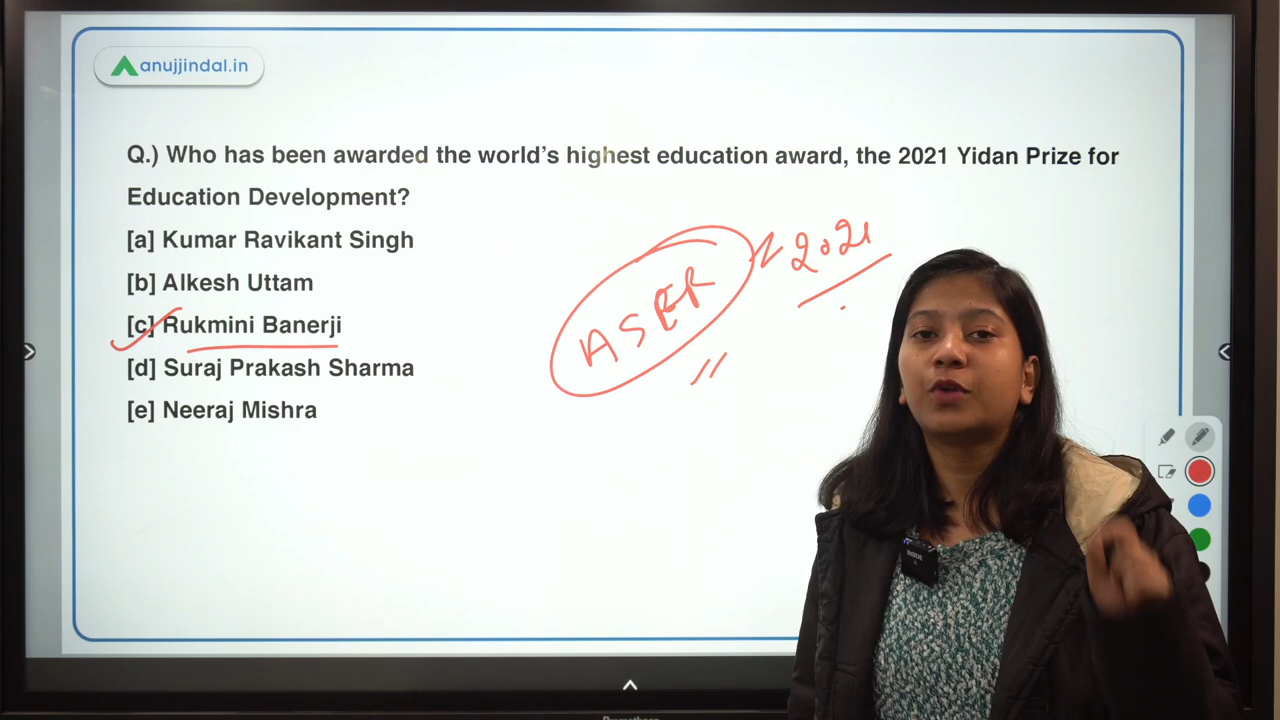 anujjindal.in
Q.) Who has been awarded the world's highest education award, the 2021 Yidan Prize for
Education Development?
[a] Kumar Ravikant Singh
[b] Alkesh Uttam
[c] Rukmini Banerji
[d] Suraj Prakash Sharma
[e] Neeraj Mishra
ASER
2021